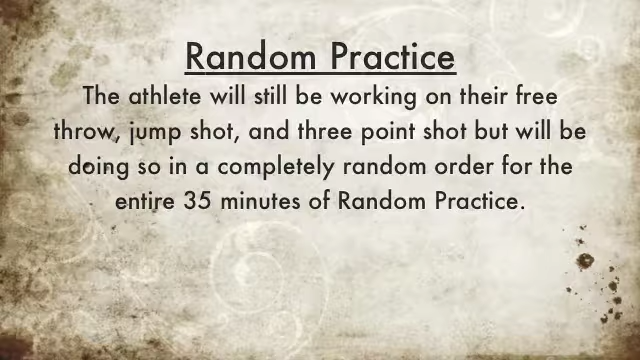 Random Practice
The athlete will still be working on their free
throw, jump shot, and three point shot but will be
doing so in a completely random order for the
entire 35 minutes of Random Practice.